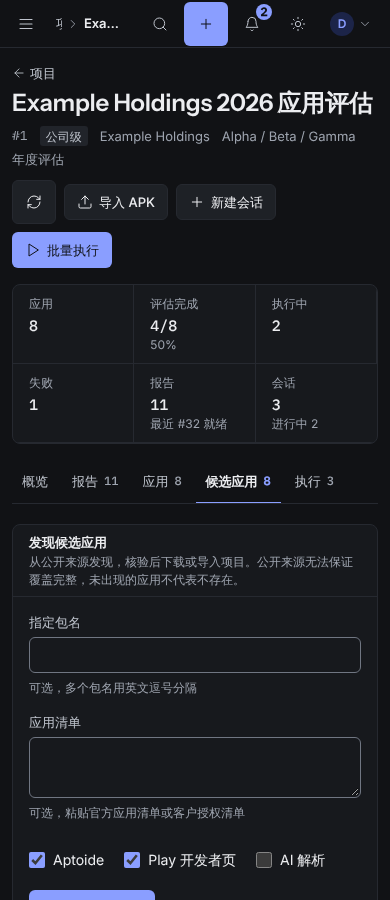 Exa...
2
D
项目
Example Holdings 2026 应用评估
#1 公司级 Example Holdings Alpha / Beta / Gamma
年度评估
导入 APK
新建会话
批量执行
应用 评估完成 执行中
8 4/8 2
50%
失败 报告 会话
1 11 3
最近 #32 就绪 进行中 2
概览 报告 11 应用 8 候选应用 8 执行 3
发现候选应用
从公开来源发现，核验后下载或导入项目。公开来源无法保证
覆盖完整，未出现的应用不代表不存在。
指定包名
可选，多个包名用英文逗号分隔
应用清单
可选，粘贴官方应用清单或客户授权清单
Aptoide Play 开发者页 AI 解析